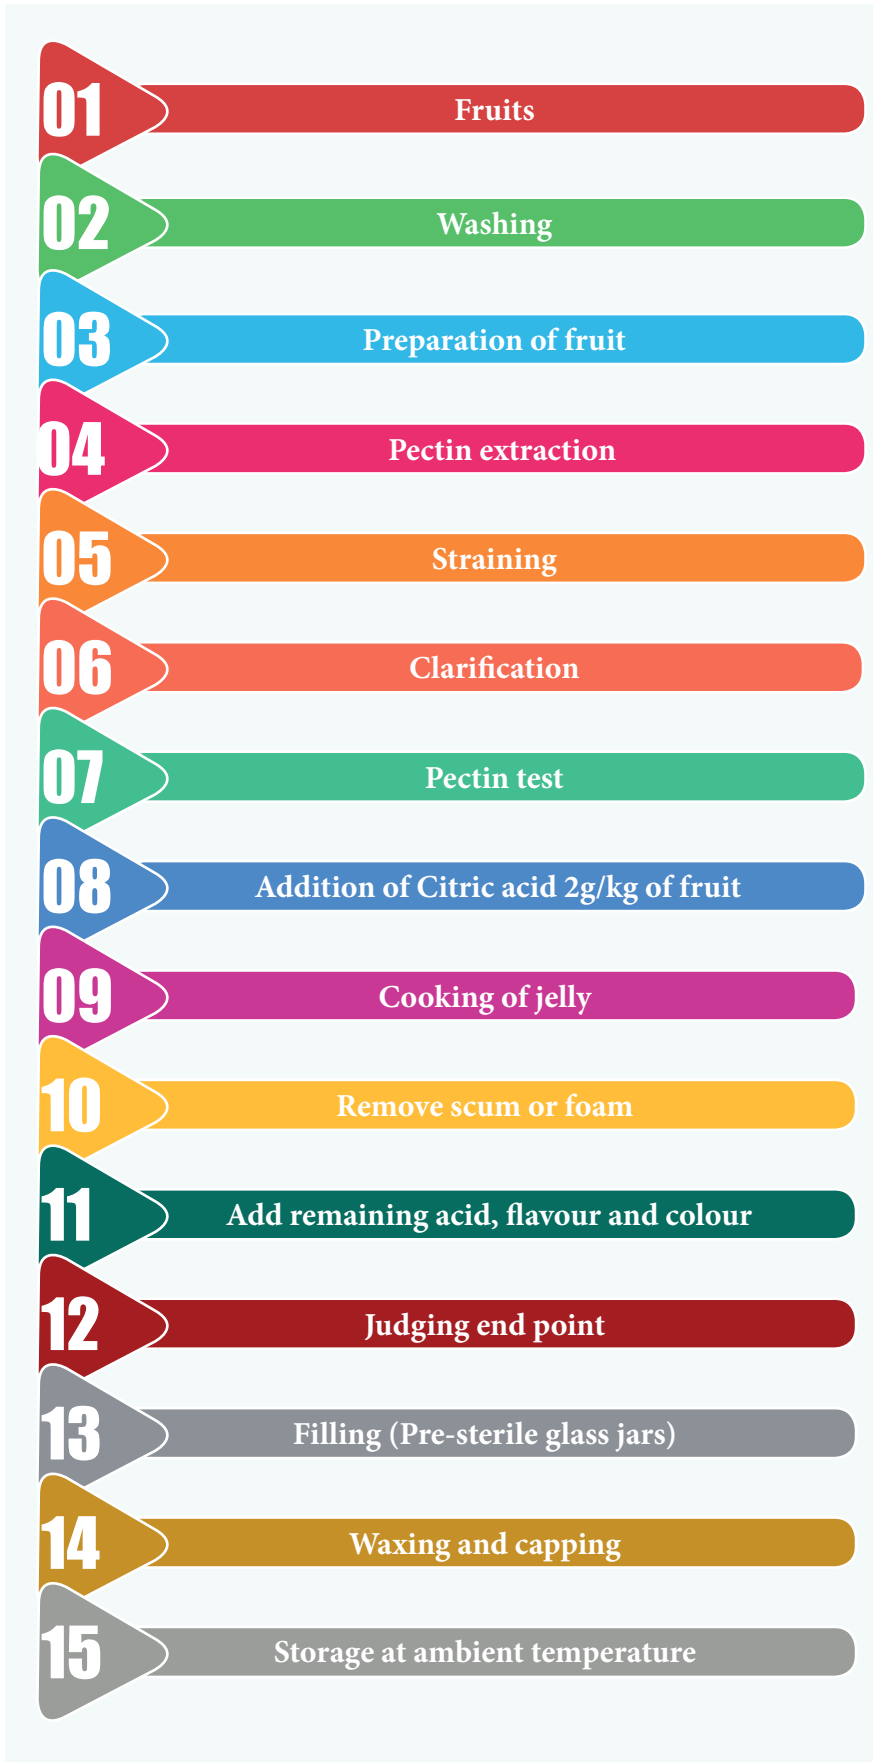 01
Fruits
02
Washing
03
Preparation of fruit
04
Pectin extraction
05
Straining
06
Clarification
07
Pectin test
08
Addition of Citric acid 2g/kg of fruit
09
Cooking of jelly
10
Remove scum or foam
11
Add remaining acid, flavour and colour
12
Judging end point
13
Filling (Pre-sterile glass jars)
14
Waxing and capping
15
Storage at ambient temperature